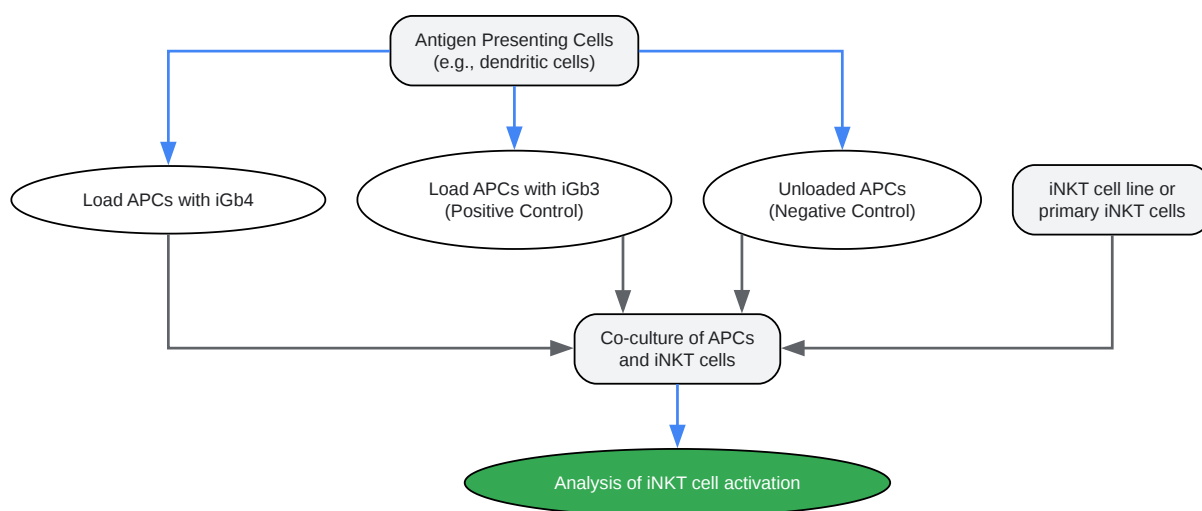 Antigen Presenting Cells
(e.g., dendritic cells)
Load APCs with iGb4
Load APCs with iGb3
(Positive Control)
Unloaded APCs
(Negative Control)
iNKT cell line or
primary iNKT cells
Co-culture of APCs
and iNKT cells
Analysis of iNKT cell activation